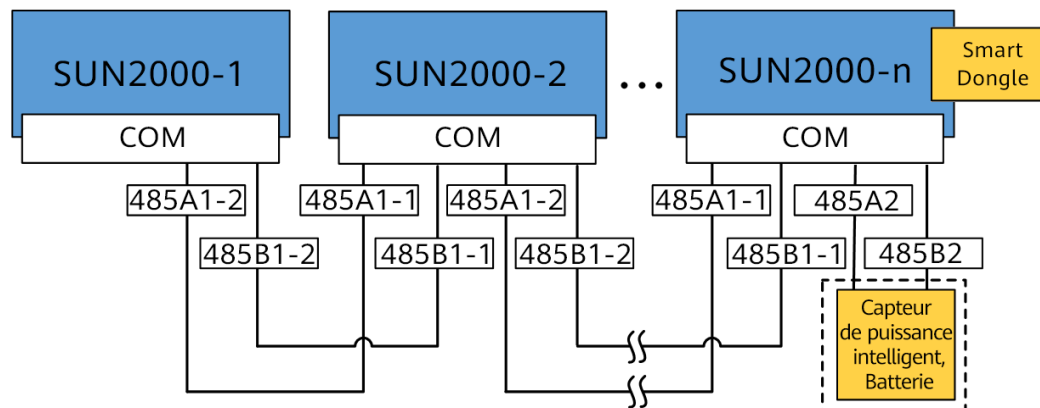 SUN2000-1
SUN2000-2
...
SUN2000-n
Smart
Dongle
COM
COM
COM
485A1-2
485A1-1
485A1-2
485A1-1
485A2
485B1-2
485B1-1
485B1-2
485B1-1
485B2
Capteur
de puissance
intelligent,
Batterie